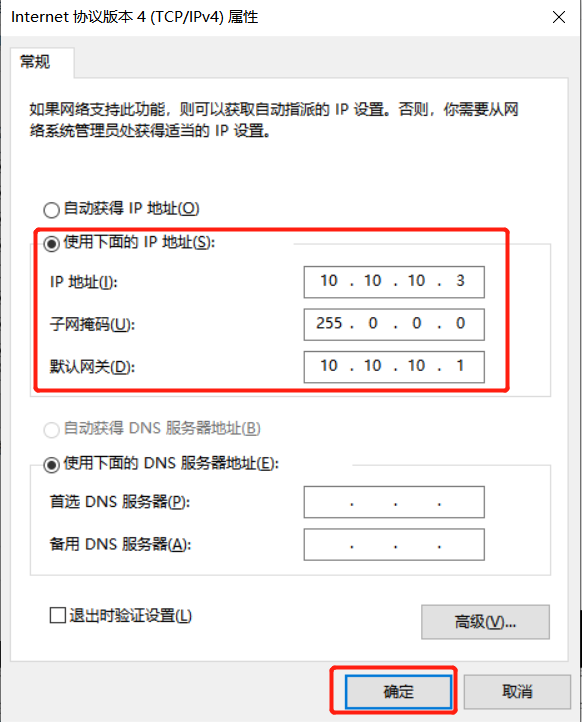 Internet 协议版本 4 (TCP/IPv4) 属性
常规
如果网络支持此功能，则可以获取自动指派的 IP 设置。否则，你需要从网
络系统管理员处获得适当的 IP 设置。
自动获得 IP 地址(O)
使用下面的 IP 地址(S):
IP 地址(I): 10 . 10 . 10 . 3
子网掩码(U): 255 . 0 . 0 . 0
默认网关(D): 10 . 10 . 10 . 1
自动获得 DNS 服务器地址(B)
使用下面的 DNS 服务器地址(E):
首选 DNS 服务器(P): . . .
备用 DNS 服务器(A): . . .
退出时验证设置(L)
高级(V)...
确定 取消